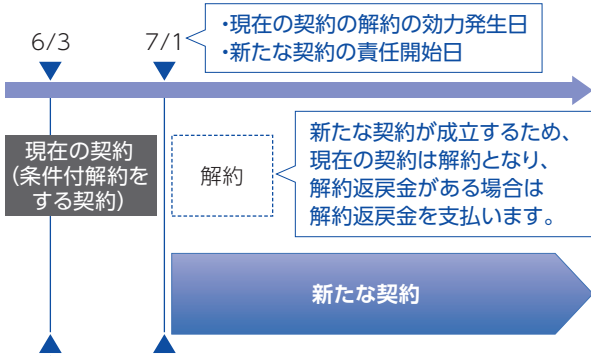 6/3
7/1
・現在の契約の解約の効力発生日
・新たな契約の責任開始日
現在の契約
(条件付解約を
する契約)
解約
新たな契約が成立するため、
現在の契約は解約となり、
解約返戻金がある場合は
解約返戻金を支払います。
新たな契約